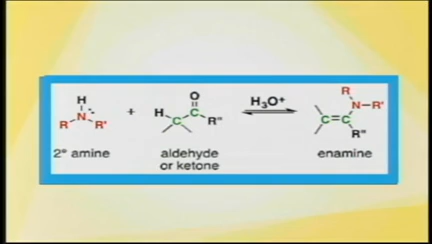 H
N
R R'
+
O
H C
C R"
H₃O⁺
R
N—R'
C=C
R"
2° amine
aldehyde
or ketone
enamine